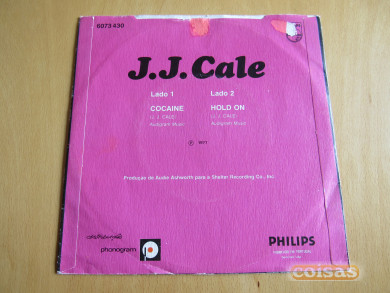 6073 430
J.J. Cale
Lado 1
Lado 2
COCAINE
HOLD ON
(J. J. CALE)
(J. J. CALE)
Audigram Music
Audigram Music
Produção de Audie Ashworth para a Shelter Recording Co., Inc.
phonogram
PHILIPS
coisas